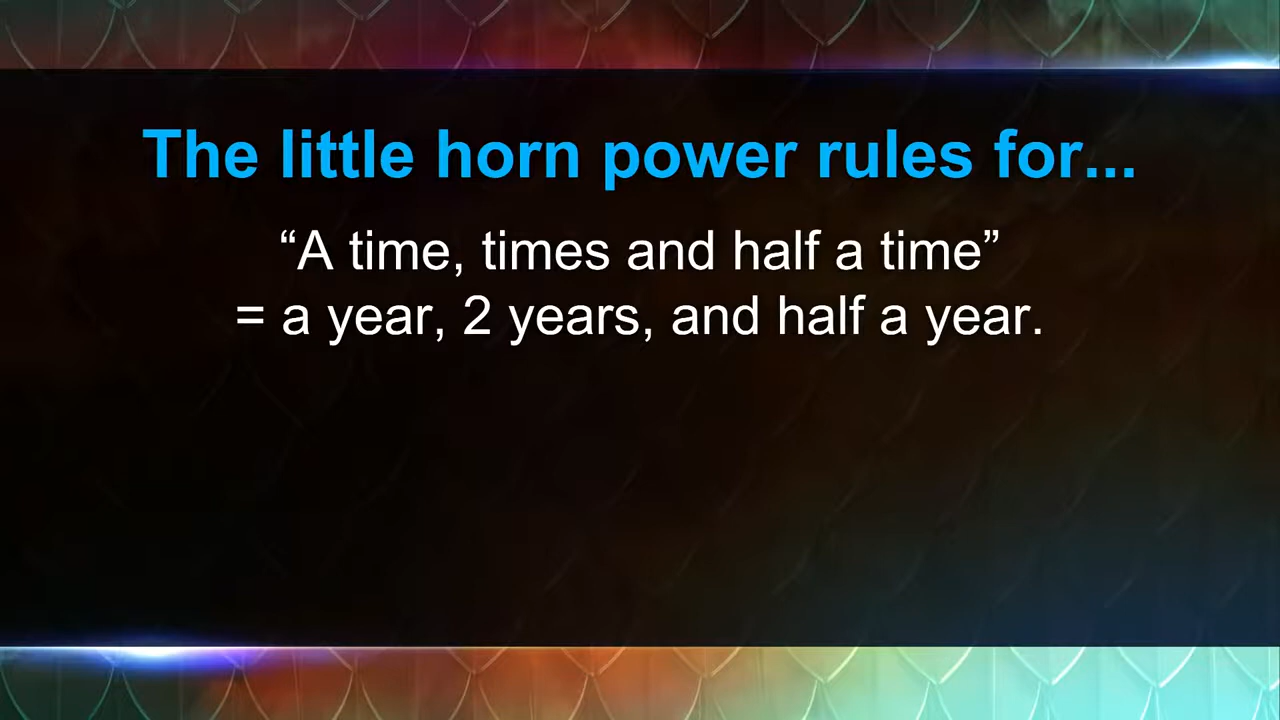 The little horn power rules for...
“A time, times and half a time”
= a year, 2 years, and half a year.